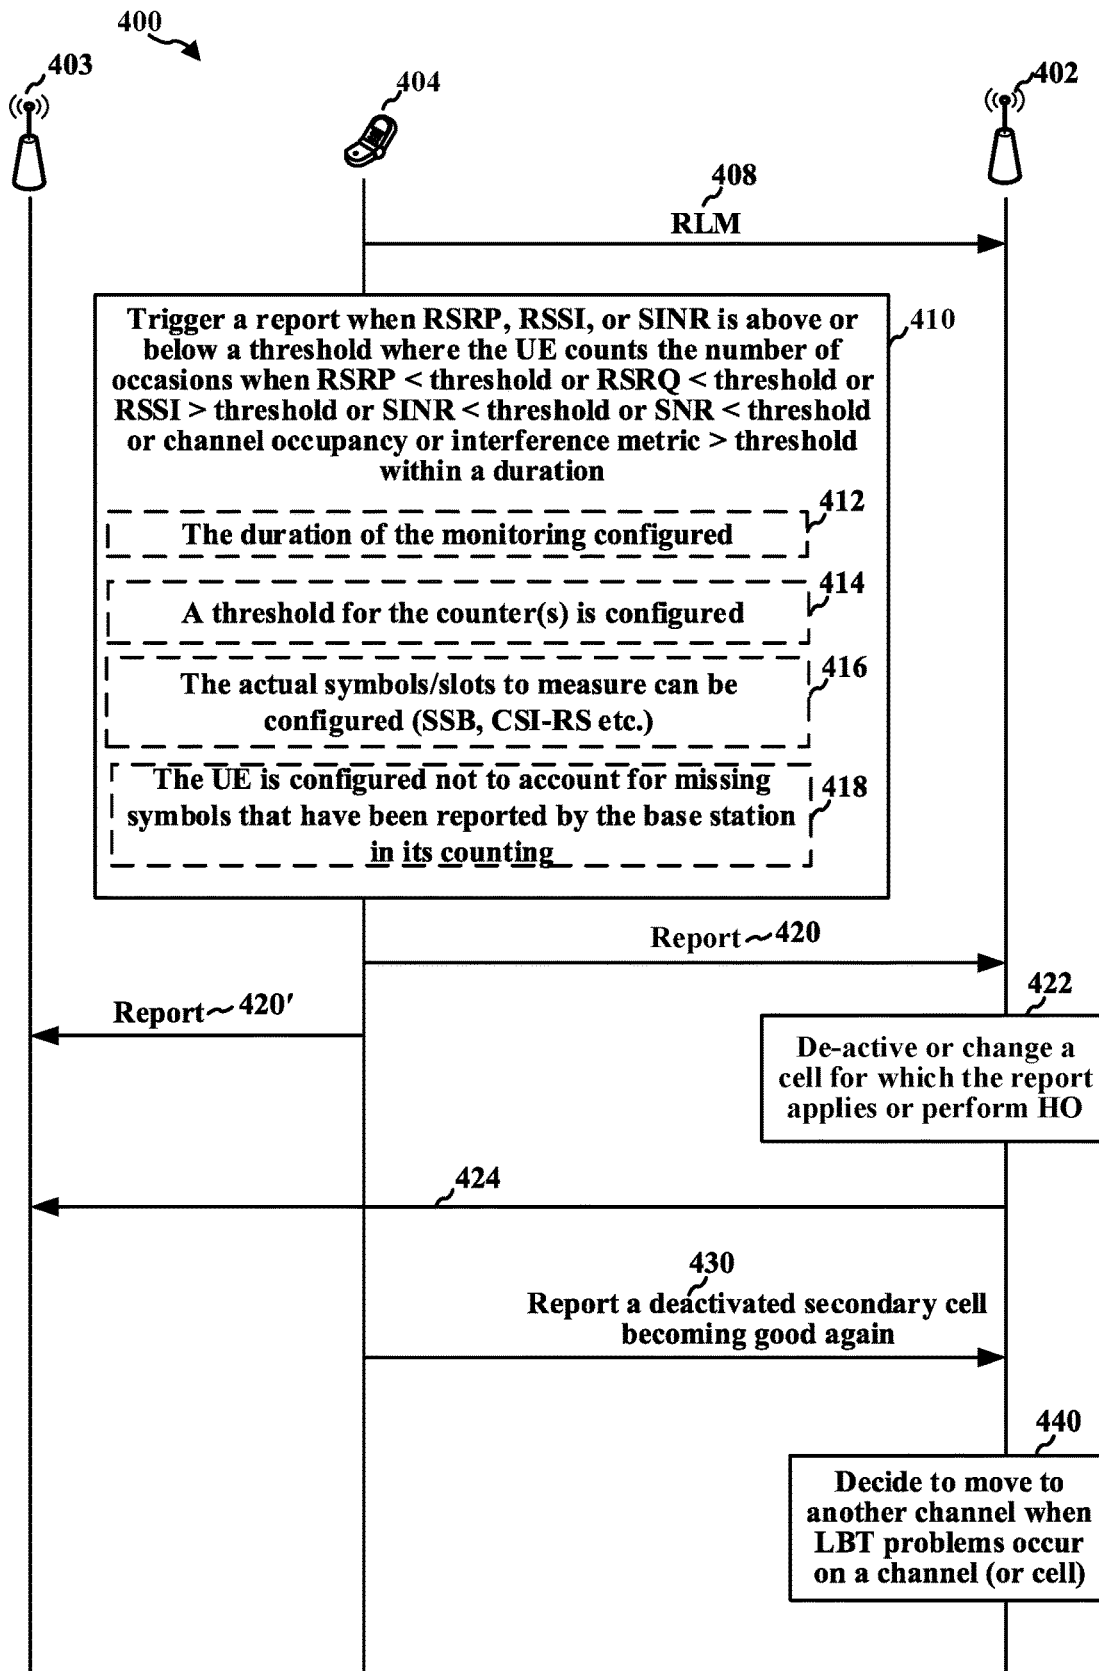 400
403
404
402
408
RLM
410
Trigger a report when RSRP, RSSI, or SINR is above or
below a threshold where the UE counts the number of
occasions when RSRP < threshold or RSRQ < threshold or
RSSI > threshold or SINR < threshold or SNR < threshold
or channel occupancy or interference metric > threshold
within a duration
412
The duration of the monitoring configured
414
A threshold for the counter(s) is configured
416
The actual symbols/slots to measure can be
configured (SSB, CSI-RS etc.)
The UE is configured not to account for missing
symbols that have been reported by the base station
in its counting
418
Report 420
Report 420'
422
De-active or change a
cell for which the report
applies or perform HO
424
430
Report a deactivated secondary cell
becoming good again
440
Decide to move to
another channel when
LBT problems occur
on a channel (or cell)